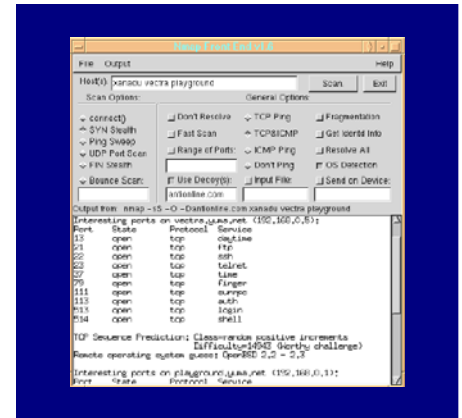 Nmap Front End v1.6
File Output Help
Host(s): xanadu vectra playground Scan Exit
Scan Options: General Options:
connect() Don't Resolve TCP Ping Fragmentation
SYN Stealth Fast Scan TCP&ICMP Get Identd Info
Ping Sweep Range of Ports: ICMP Ping Resolve All
UDP Port Scan Don't Ping OS Detection
FIN Stealth Use Decoy(s): Input File: Send on Device:
Bounce Scan: antionline.com
Output from: nmap -sS -O -Dantionline.com xanadu vectra playground
Interesting ports on vectra.yuma.net (192.168.0.5):
Port State Protocol Service
13 open tcp daytime
21 open tcp ftp
22 open tcp ssh
23 open tcp telnet
37 open tcp time
79 open tcp finger
111 open tcp sunrpc
113 open tcp auth
513 open tcp login
514 open tcp shell
TCP Sequence Prediction: Class=random positive increments
Difficulty=14943 (Worthy challenge)
Remote operating system guess: OpenBSD 2.2 - 2.3
Interesting ports on playground.yuma.net (192.168.0.1):
Port State Protocol Service